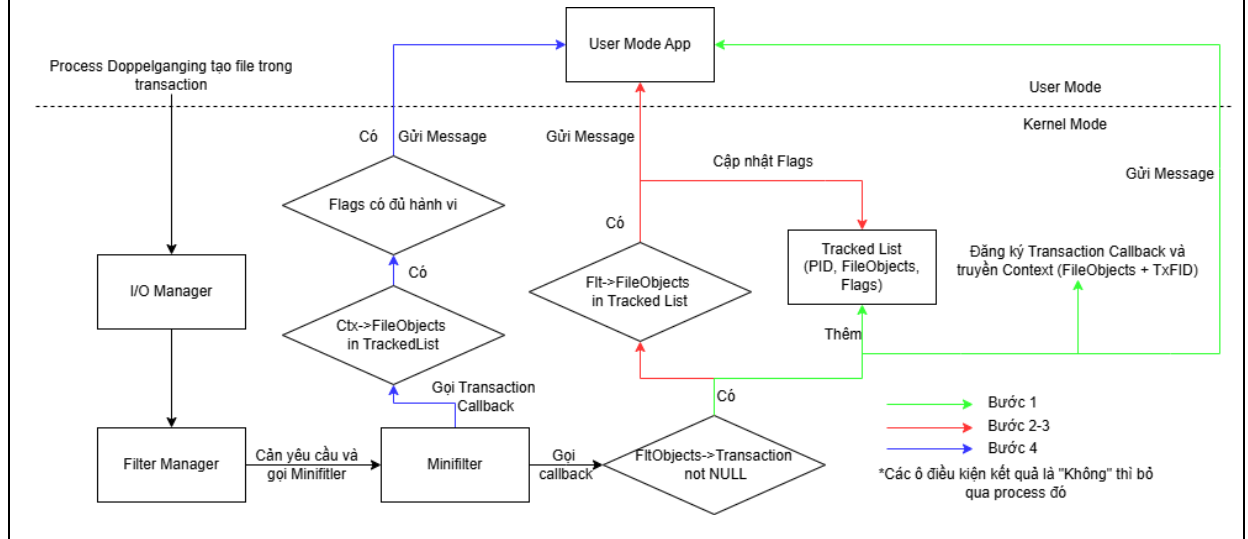 User Mode App
Process Doppelganging tạo file trong
transaction
User Mode
Kernel Mode
Có
Gửi Message
Gửi Message
Cập nhật Flags
Gửi Message
Flags có đủ hành vi
Có
Tracked List
(PID, FileObjects,
Flags)
Đăng ký Transaction Callback và
truyền Context (FileObjects + TxFID)
I/O Manager
Có
Flt->FileObjects
in Tracked List
Ctx->FileObjects
in TrackedList
Thêm
Gọi Transaction
Callback
Có
Bước 1
Bước 2-3
Bước 4
Filter Manager
Cản yêu cầu và
gọi Minifitler
Minifilter
Gọi
callback
FltObjects->Transaction
not NULL
*Các ô điều kiện kết quả là "Không" thì bỏ
qua process đó